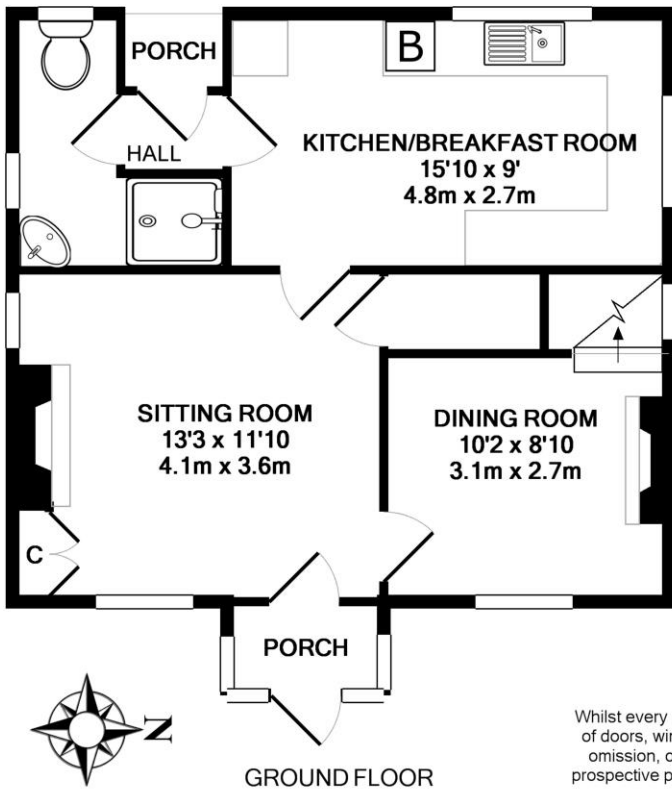 PORCH
B
HALL
KITCHEN/BREAKFAST ROOM
15'10 x 9'
4.8m x 2.7m
SITTING ROOM
13'3 x 11'10
4.1m x 3.6m
DINING ROOM
10'2 x 8'10
3.1m x 2.7m
C
PORCH
N
GROUND FLOOR
Whilst every
of doors, win
omission, o
prospective p